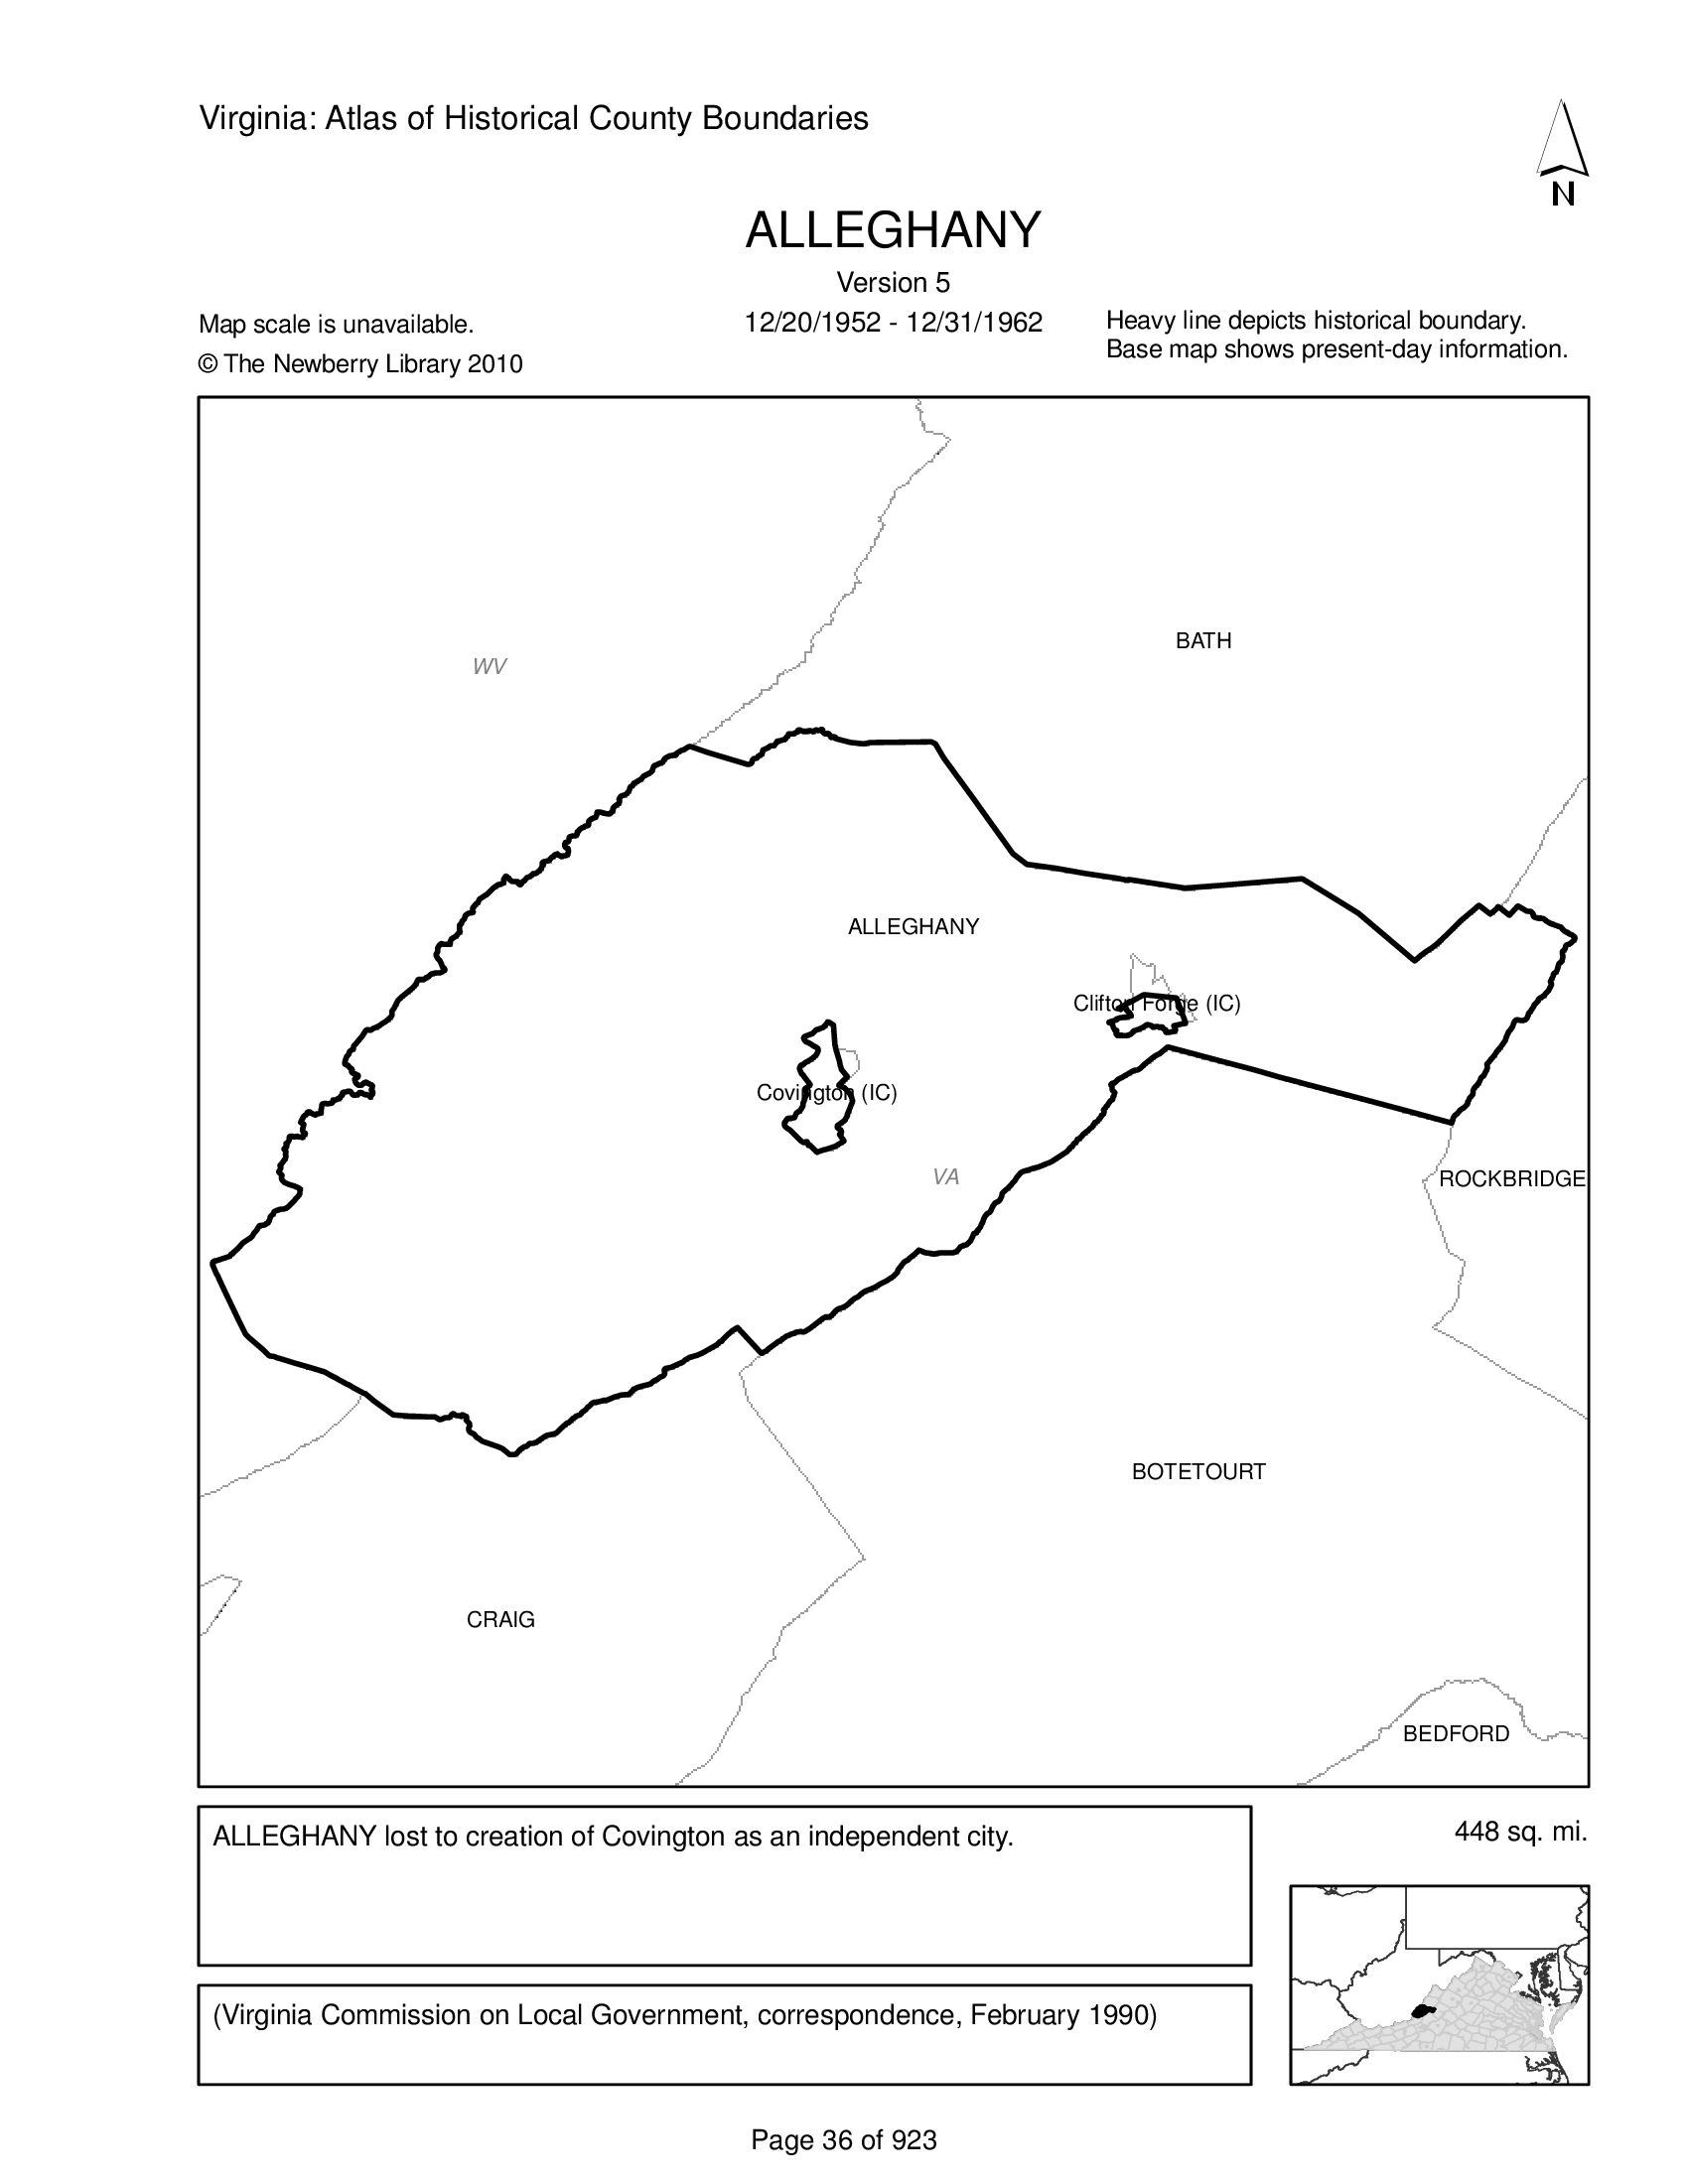 Virginia: Atlas of Historical County Boundaries
N
ALLEGHANY
Version 5
12/20/1952 - 12/31/1962
Map scale is unavailable.
© The Newberry Library 2010
Heavy line depicts historical boundary.
Base map shows present-day information.
BATH
WV
ALLEGHANY
Clifton Forge (IC)
Covington (IC)
VA
ROCKBRIDGE
BOTETOURT
CRAIG
BEDFORD
ALLEGHANY lost to creation of Covington as an independent city.
448 sq. mi.
(Virginia Commission on Local Government, correspondence, February 1990)
Page 36 of 923